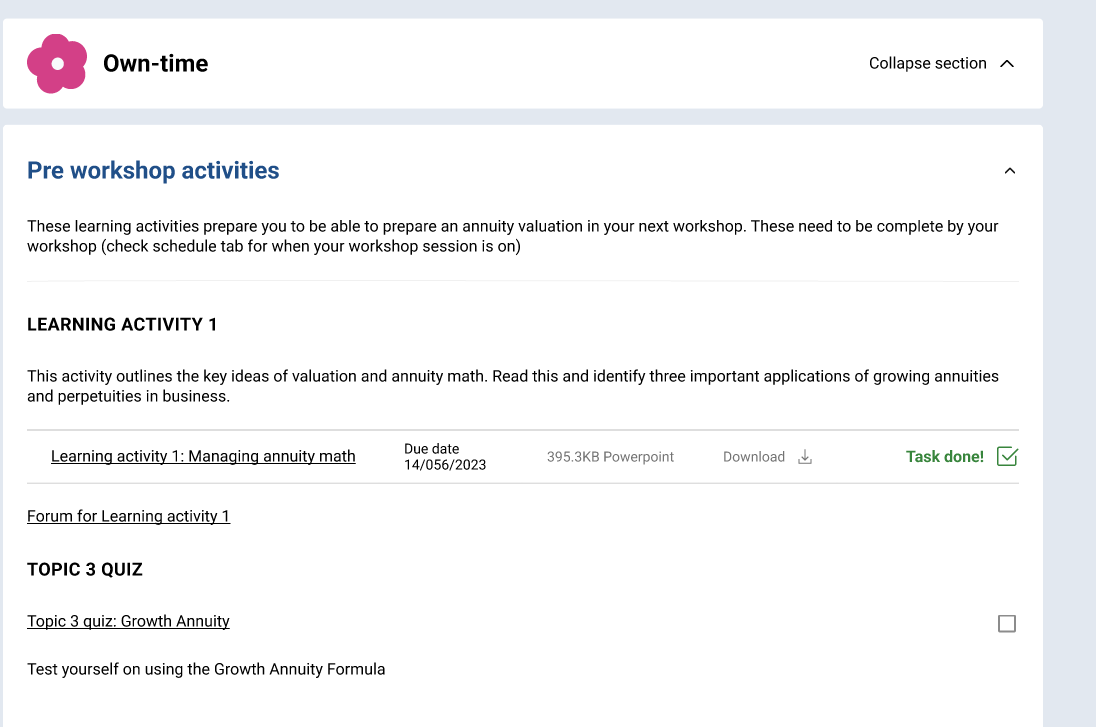 Own-time
Collapse section
Pre workshop activities
These learning activities prepare you to be able to prepare an annuity valuation in your next workshop. These need to be complete by your
workshop (check schedule tab for when your workshop session is on)
LEARNING ACTIVITY 1
This activity outlines the key ideas of valuation and annuity math. Read this and identify three important applications of growing annuities
and perpetuities in business.
Learning activity 1: Managing annuity math
Due date
14/056/2023
395.3KB Powerpoint
Download
Task done!
Forum for Learning activity 1
TOPIC 3 QUIZ
Topic 3 quiz: Growth Annuity
Test yourself on using the Growth Annuity Formula